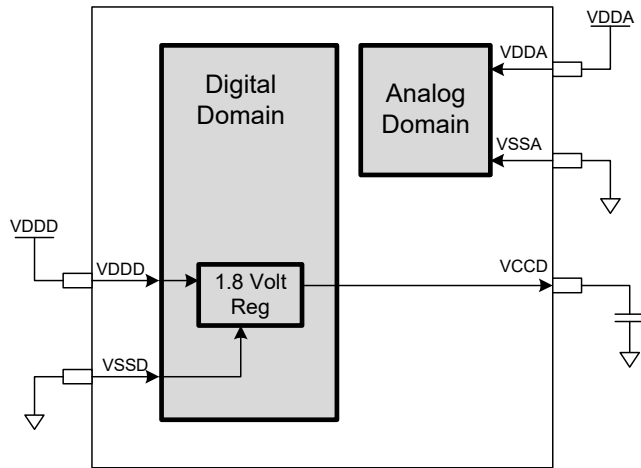 VDDA
VDDA
Digital
Domain
Analog
Domain
VSSA
VDDD
VDDD
1.8 Volt
Reg
VCCD
VSSD